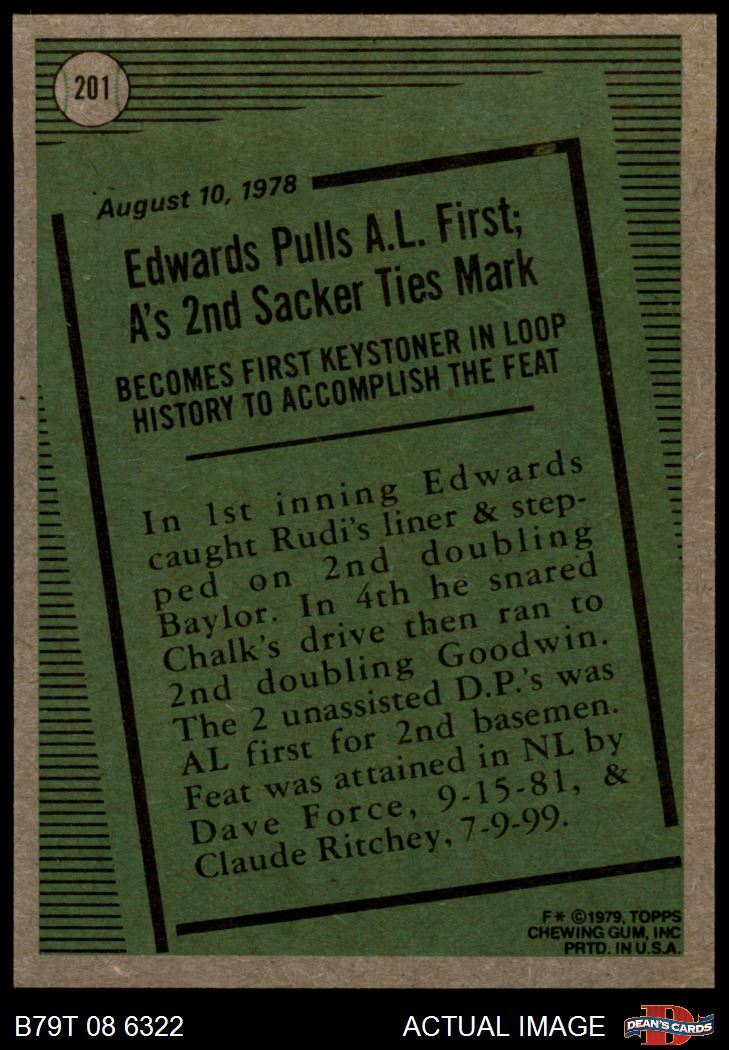 201
August 10, 1978
Edwards Pulls A.L. First;
A's 2nd Sacker Ties Mark
BECOMES FIRST KEYSTONER IN LOOP
HISTORY TO ACCOMPLISH THE FEAT
In 1st inning Edwards
caught Rudi's liner & step-
ped on 2nd doubling
Baylor. In 4th he snared
Chalk's drive then ran to
2nd doubling Goodwin.
The 2 unassisted D.P.'s was
AL first for 2nd basemen.
Feat was attained in NL by
Dave Force, 9-15-81, &
Claude Ritchey, 7-9-99.
F* ©1979, TOPPS
CHEWING GUM, INC
PRTD. IN U.S.A.
B79T 08 6322
ACTUAL IMAGE
D
DEAN'S CARDS